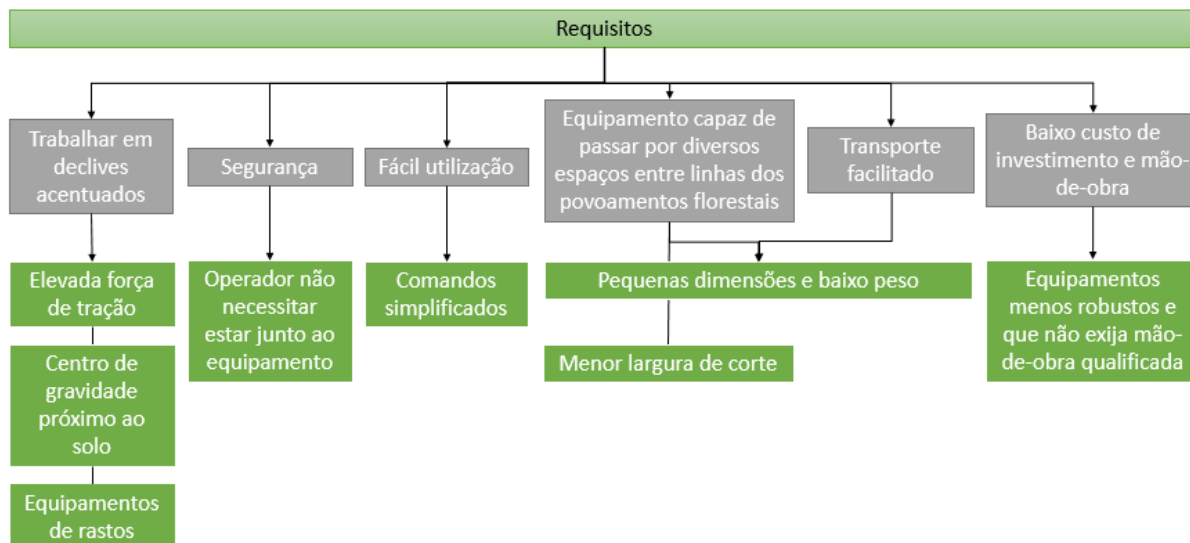 Requisitos
Trabalhar em
declives
acentuados
Segurança
Fácil utilização
Equipamento capaz de
passar por diversos
espaços entre linhas dos
povoamentos florestais
Transporte
facilitado
Baixo custo de
investimento e mão-
de-obra
Elevada força
de tração
Operador não
necessitar
estar junto ao
equipamento
Comandos
simplificados
Pequenas dimensões e baixo peso
Equipamentos
menos robustos e
que não exija mão-
de-obra qualificada
Centro de
gravidade
próximo ao
solo
Menor largura de corte
Equipamentos
de rastos